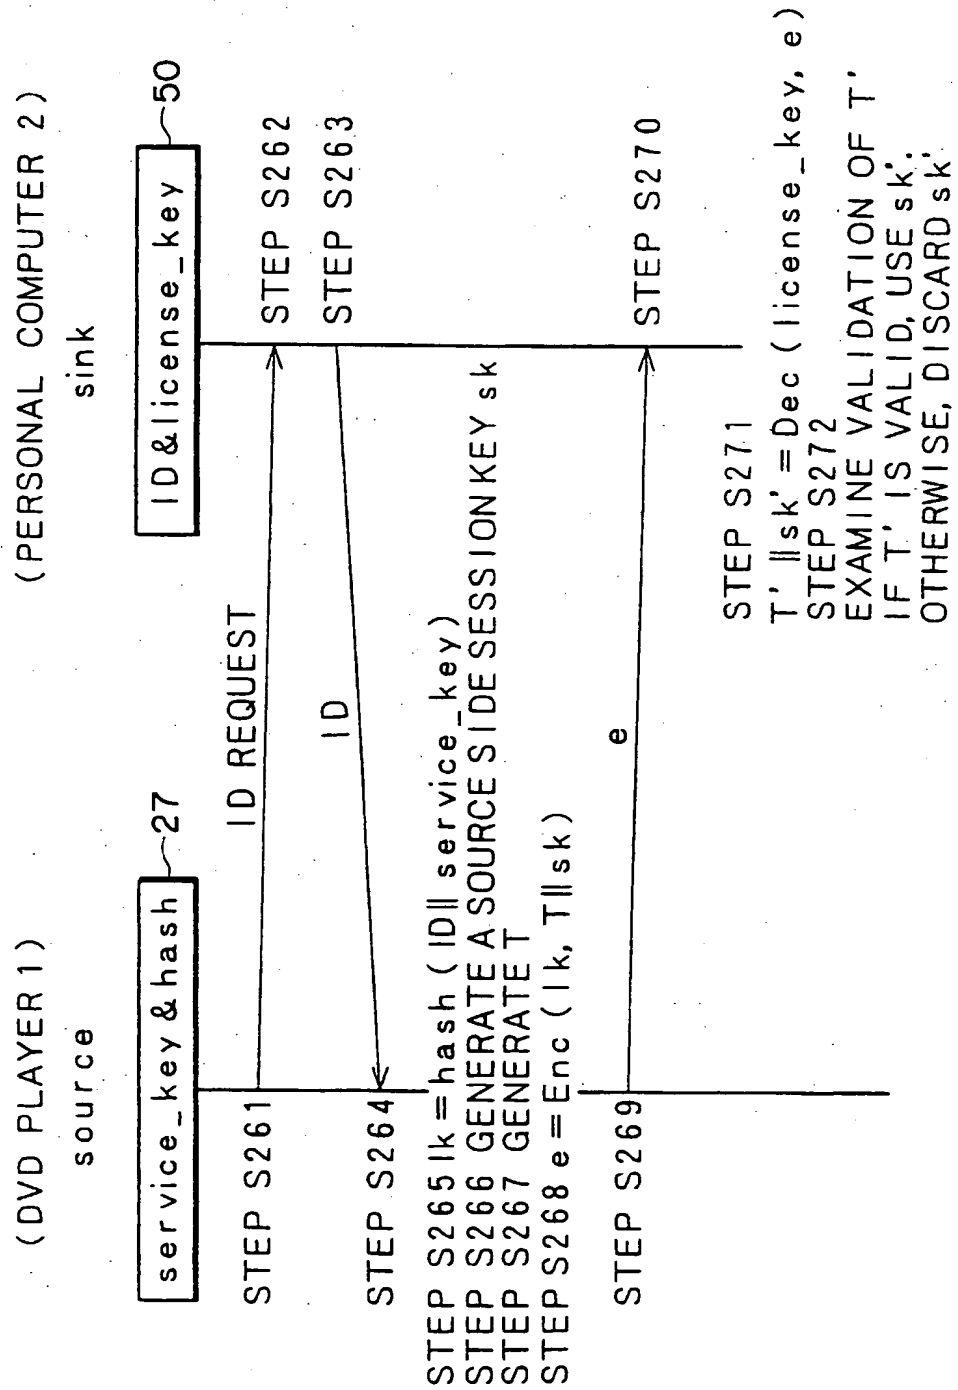 (DVD PLAYER 1)
source
(PERSONAL COMPUTER 2)
sink
service_key & hash
27
ID & license_key
50
STEP S261
ID REQUEST
STEP S262
STEP S263
ID
STEP S264
STEP S265 lk = hash (ID || service_key)
STEP S266 GENERATE A SOURCE SIDE SESSION KEY sk
STEP S267 GENERATE T
STEP S268 e = Enc (lk, T || sk)
STEP S269
e
STEP S270
STEP S271
T' || sk' = Dec (license_key, e)
STEP S272
EXAMINE VALIDATION OF T'
IF T' IS VALID, USE sk'.
OTHERWISE, DISCARD sk'